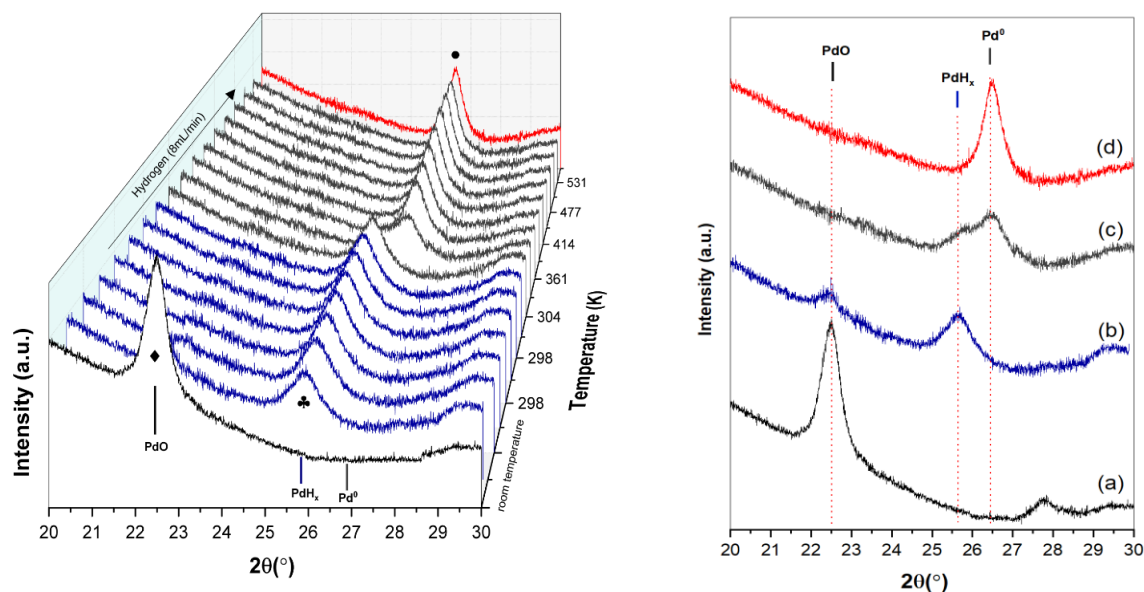 Intensity (a.u.)
Hydrogen (8mL/min)
●
♦
PdO
♣
PdHₓ
Pd⁰
20 21 22 23 24 25 26 27 28 29 30
2θ(°)
531
477
414
361
304
298
298
room temperature
Temperature (K)
Intensity (a.u.)
PdO
PdHₓ
Pd⁰
(d)
(c)
(b)
(a)
20 21 22 23 24 25 26 27 28 29 30
2θ(°)